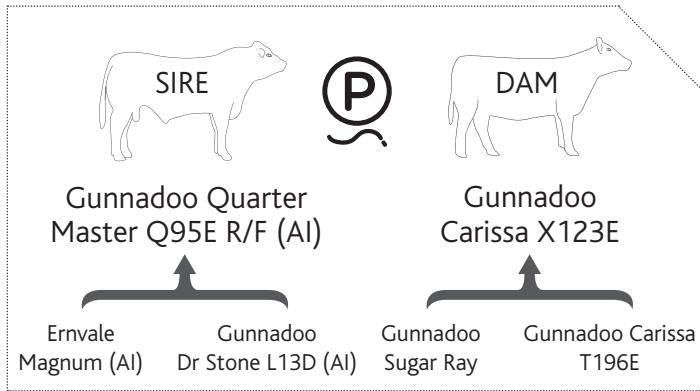 SIRE
P
DAM
Gunnadoo Quarter
Master Q95E R/F (AI)
Gunnadoo
Carissa X123E
Ernvale
Magnum (AI)
Gunnadoo
Dr Stone L13D (AI)
Gunnadoo
Sugar Ray
Gunnadoo Carissa
T196E